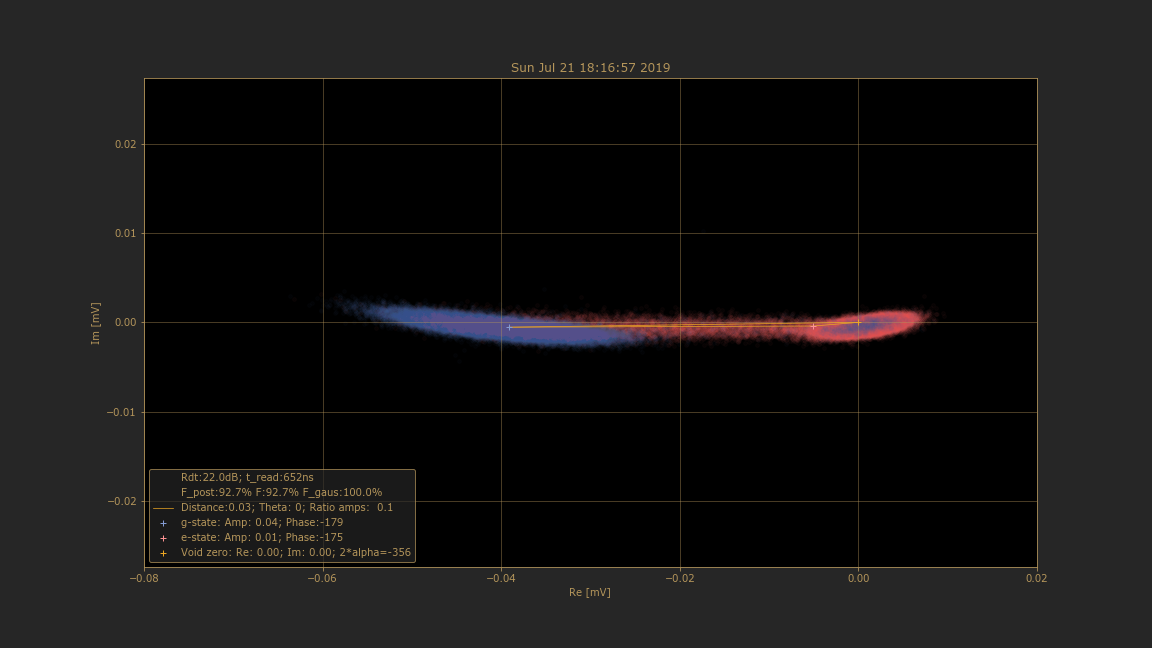 Sun Jul 21 18:16:57 2019
Im [mV]
0.02
0.01
0.00
−0.01
−0.02
Rdt:22.0dB; t_read:652ns
F_post:92.7% F:92.7% F_gaus:100.0%
Distance:0.03; Theta: 0; Ratio amps:  0.1
g-state: Amp: 0.04; Phase:-179
e-state: Amp: 0.01; Phase:-175
Void zero: Re: 0.00; Im: 0.00; 2*alpha=-356
−0.08 −0.06 −0.04 −0.02 0.00 0.02
Re [mV]